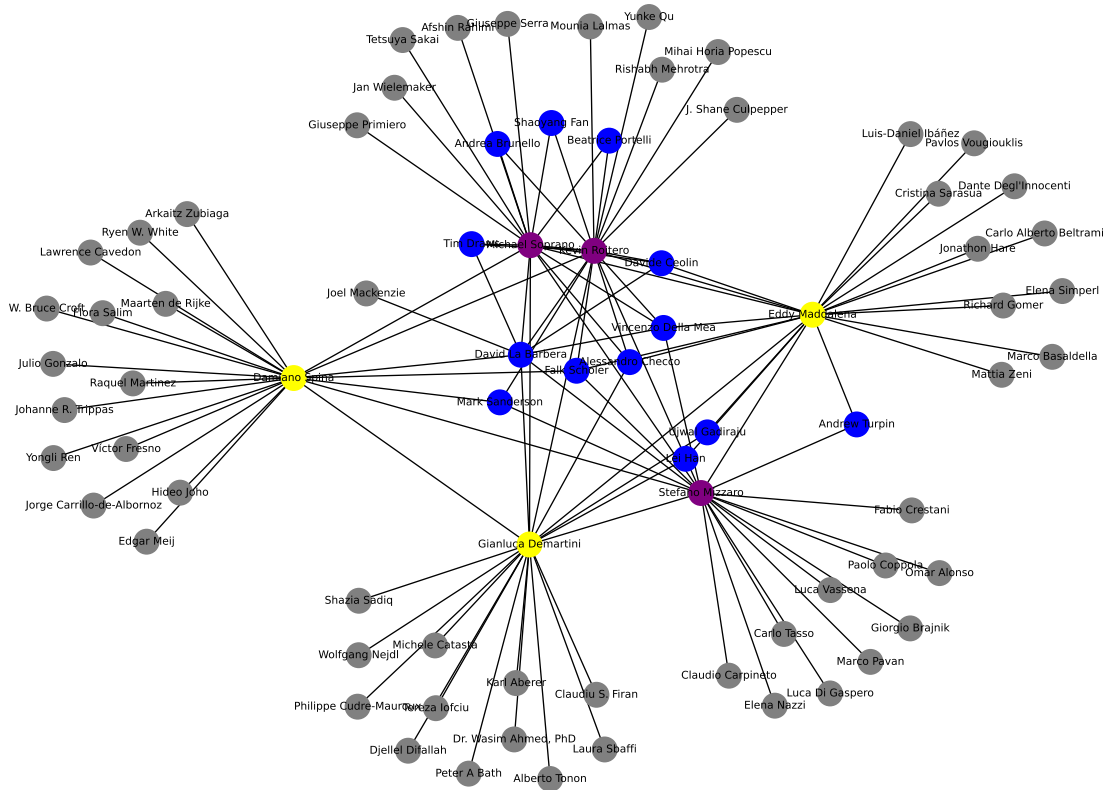 Yunke Qu
Giuseppe Serra
Mounia Lalmas
Afshin Rahimi
Tetsuya Sakai
Mihai Horia Popescu
Rishabh Mehrotra
Jan Wielemaker
J. Shane Culpepper
Giuseppe Primiero
Shaoyang Fan
Luis-Daniel Ibáñez
Beatrice Portelli
Andrea Brunello
Pavlos Vougiouklis
Dante Degl'Innocenti
Cristina Sarasua
Arkaitz Zubiaga
Ryen W. White
Carlo Alberto Beltrami
Michael Soprano
Kevin Roitero
Jonathon Hare
Lawrence Cavedon
Davide Ceolin
Elena Simperl
Joel Mackenzie
Maarten de Rijke
Richard Gomer
W. Bruce Croft
Flora Salim
Eddy Maddalena
Vincenzo Della Mea
David La Barbera
Marco Basaldella
Alessandro Checco
Julio Gonzalo
Falk Scholer
Mattia Zeni
Damiano Spina
Raquel Martinez
Mark Sanderson
Johanne R. Trippas
Andrew Turpin
Ujwal Gadiraju
Victor Fresno
Yongli Ren
Lei Han
Hideo Joho
Stefano Mizzaro
Jorge Carrillo-de-Albornoz
Fabio Crestani
Edgar Meij
Gianluca Demartini
Paolo Coppola
Omar Alonso
Luca Vassena
Shazia Sadiq
Giorgio Brajnik
Carlo Tasso
Michele Catasta
Wolfgang Nejdl
Marco Pavan
Claudio Carpineto
Karl Aberer
Claudiu S. Firan
Luca Di Gaspero
Elena Nazzi
Philippe Cudre-Mauroux
Tereza Iofciu
Dr. Wasim Ahmed, PhD
Djellel Difallah
Laura Sbaffi
Peter A Bath
Alberto Tonon